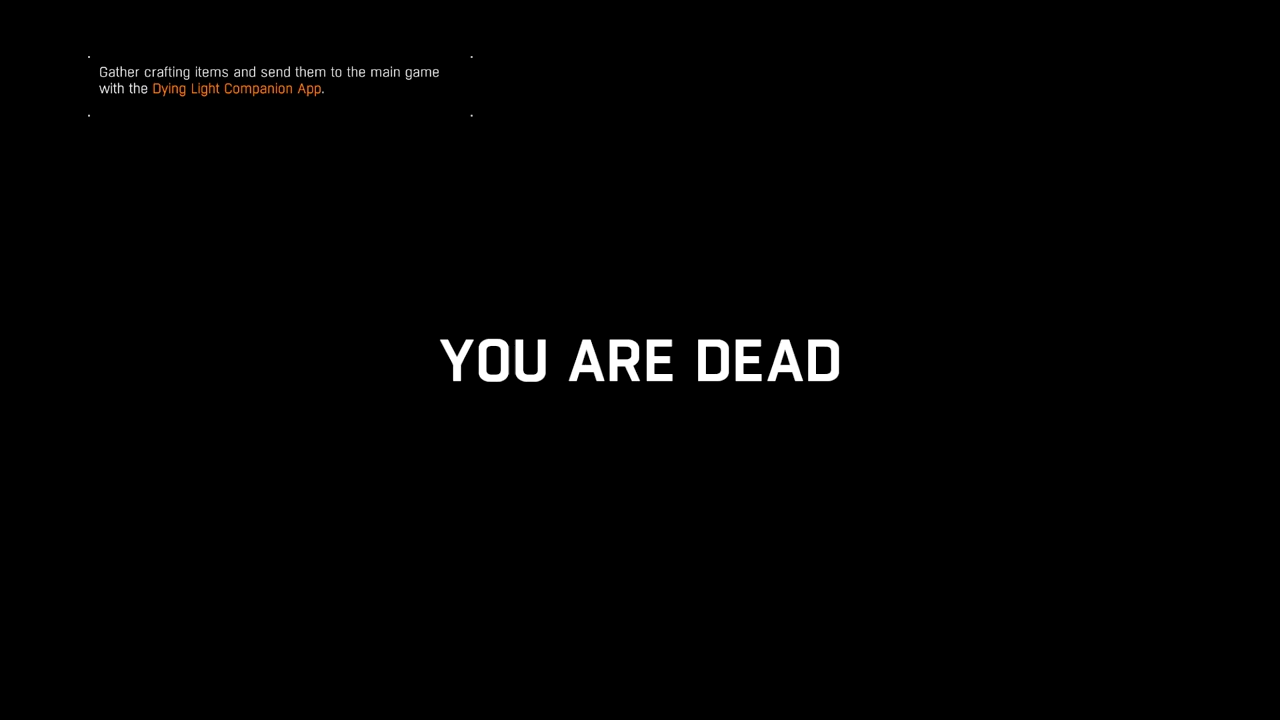 Gather crafting items and send them to the main game
with the Dying Light Companion App.
YOU ARE DEAD